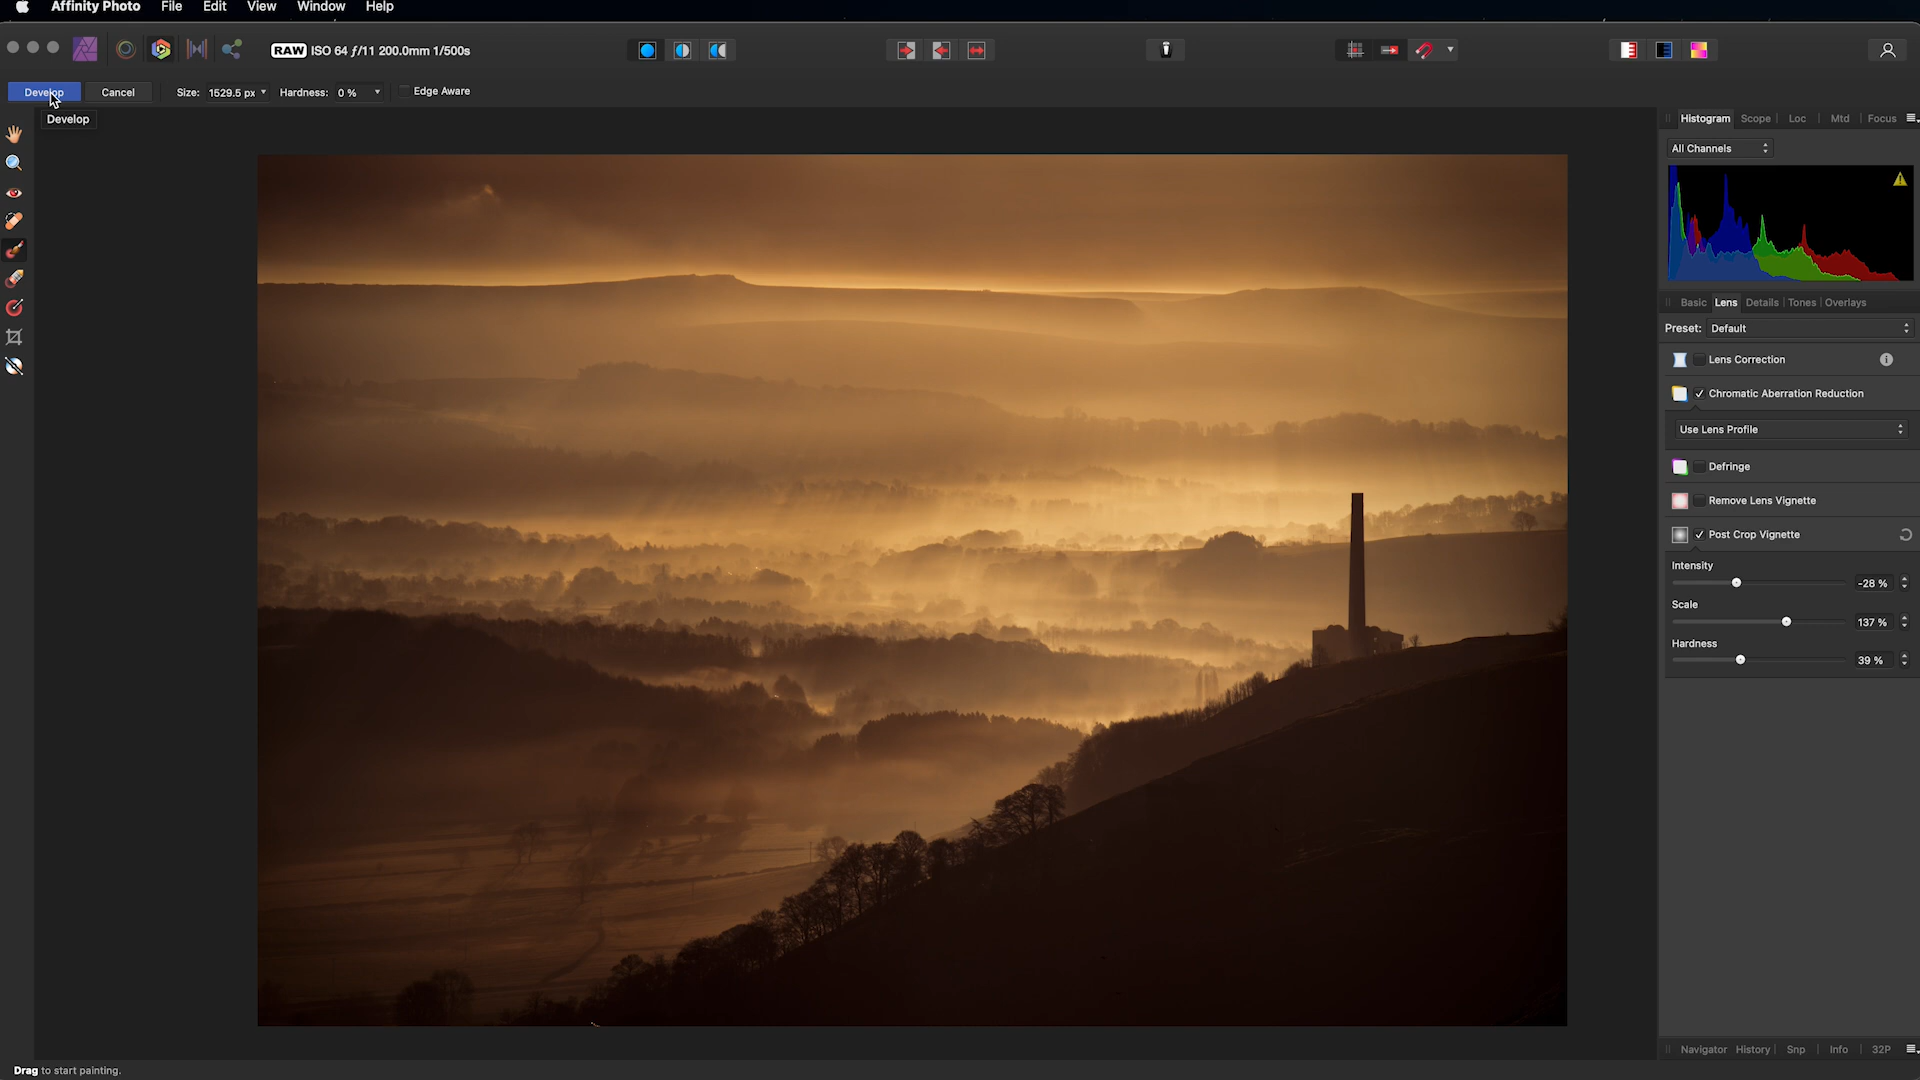 Affinity Photo File Edit View Window Help
RAW ISO 64 ƒ/11 200.0mm 1/500s
Develop Cancel Size: 1529.5 px Hardness: 0 % Edge Aware
Develop
Histogram Scope Loc Mtd Focus
All Channels
Basic Lens Details Tones Overlays
Preset: Default
Lens Correction
Chromatic Aberration Reduction
Use Lens Profile
Defringe
Remove Lens Vignette
Post Crop Vignette
Intensity
-28 %
Scale
137 %
Hardness
39 %
Navigator History Snp Info 32P
Drag to start painting.